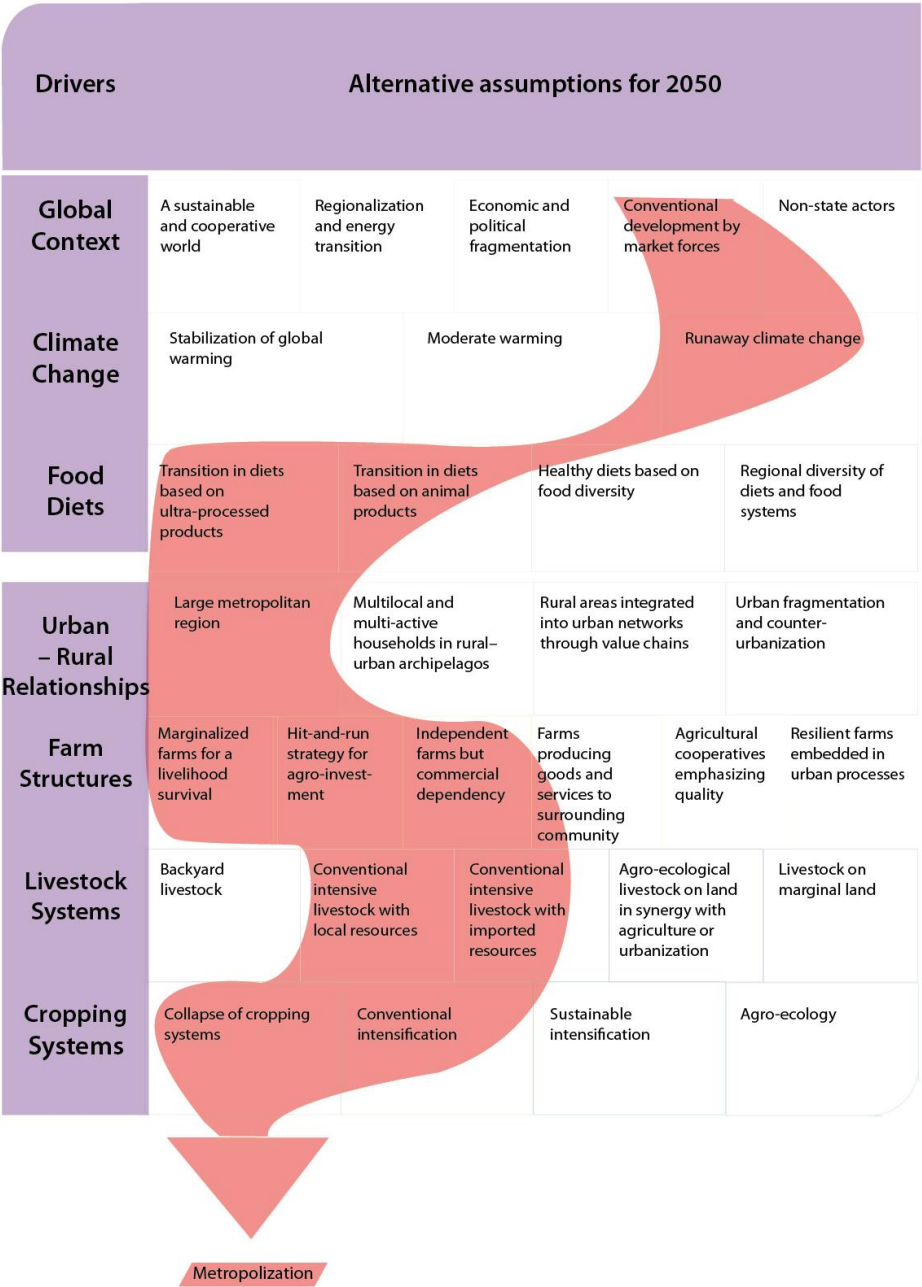 Drivers
Alternative assumptions for 2050
Global
Context
A sustainable
and cooperative
world
Regionalization
and energy
transition
Economic and
political
fragmentation
Conventional
development by
market forces
Non-state actors
Climate
Change
Stabilization of global
warming
Moderate warming
Runaway climate change
Food
Diets
Transition in diets
based on
ultra-processed
products
Transition in diets
based on animal
products
Healthy diets based on
food diversity
Regional diversity of
diets and food
systems
Urban
– Rural
Relationships
Large metropolitan
region
Multilocal and
multi-active
households in rural–
urban archipelagos
Rural areas integrated
into urban networks
through value chains
Urban fragmentation
and counter-
urbanization
Farm
Structures
Marginalized
farms for a
livelihood
survival
Hit-and-run
strategy for
agro-invest-
ment
Independent
farms but
commercial
dependency
Farms
producing
goods and
services to
surrounding
community
Agricultural
cooperatives
emphasizing
quality
Resilient farms
embedded in
urban processes
Livestock
Systems
Backyard
livestock
Conventional
intensive
livestock with
local resources
Conventional
intensive
livestock with
imported
resources
Agro-ecological
livestock on land
in synergy with
agriculture or
urbanization
Livestock on
marginal land
Cropping
Systems
Collapse of cropping
systems
Conventional
intensification
Sustainable
intensification
Agro-ecology
Metropolization